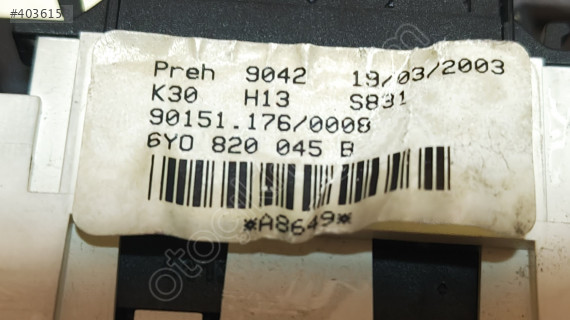 #403615
Preh 9042 19/03/2003
K30 H13 S831
90151.176/0008
6Y0 820 045 B
*A8649*